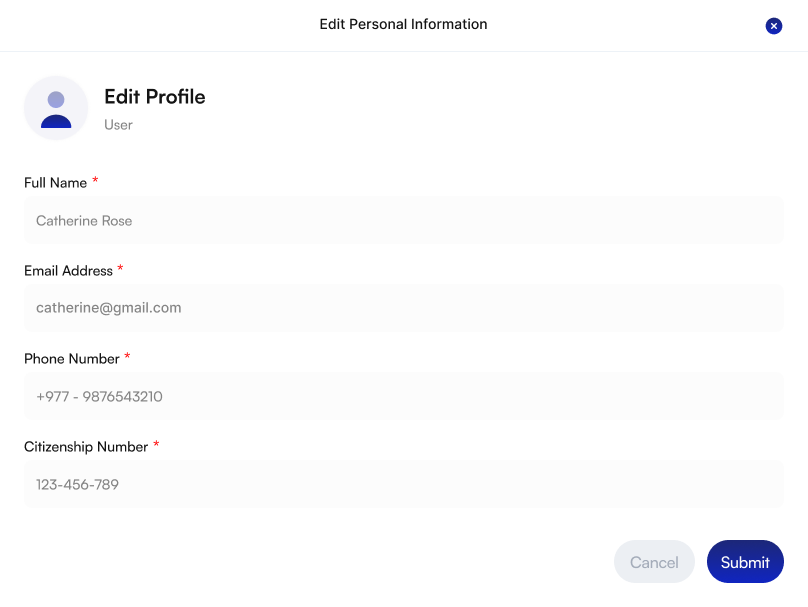 Edit Personal Information
Edit Profile
User
Full Name *
Catherine Rose
Email Address *
catherine@gmail.com
Phone Number *
+977 - 9876543210
Citizenship Number *
123-456-789
Cancel Submit